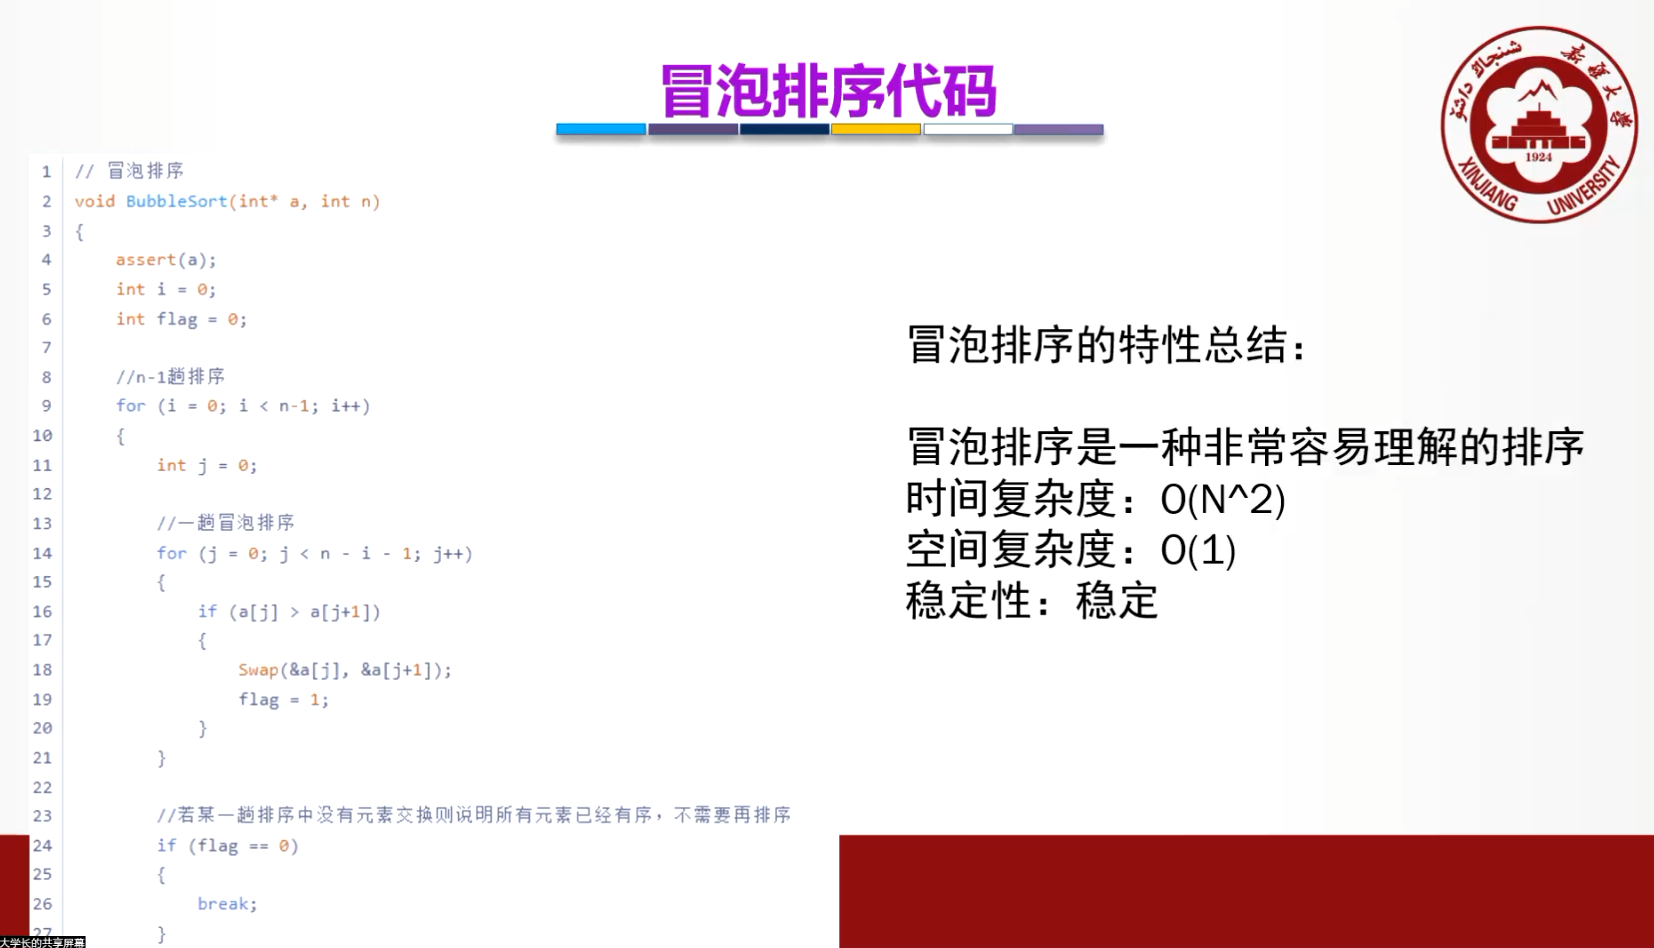 冒泡排序代码
شىنجاڭ داشۆ
新疆大学
1924
XINJIANG UNIVERSITY
1 // 冒泡排序
2 void BubbleSort(int* a, int n)
3 {
4     assert(a);
5     int i = 0;
6     int flag = 0;
7
8     //n-1趟排序
9     for (i = 0; i < n-1; i++)
10     {
11         int j = 0;
12
13         //一趟冒泡排序
14         for (j = 0; j < n - i - 1; j++)
15         {
16             if (a[j] > a[j+1])
17             {
18                 Swap(&a[j], &a[j+1]);
19                 flag = 1;
20             }
21         }
22
23         //若某一趟排序中没有元素交换则说明所有元素已经有序，不需要再排序
24         if (flag == 0)
25         {
26             break;
27         }
冒泡排序的特性总结：
冒泡排序是一种非常容易理解的排序
时间复杂度：O(N^2)
空间复杂度：O(1)
稳定性：稳定
大学长的共享屏幕